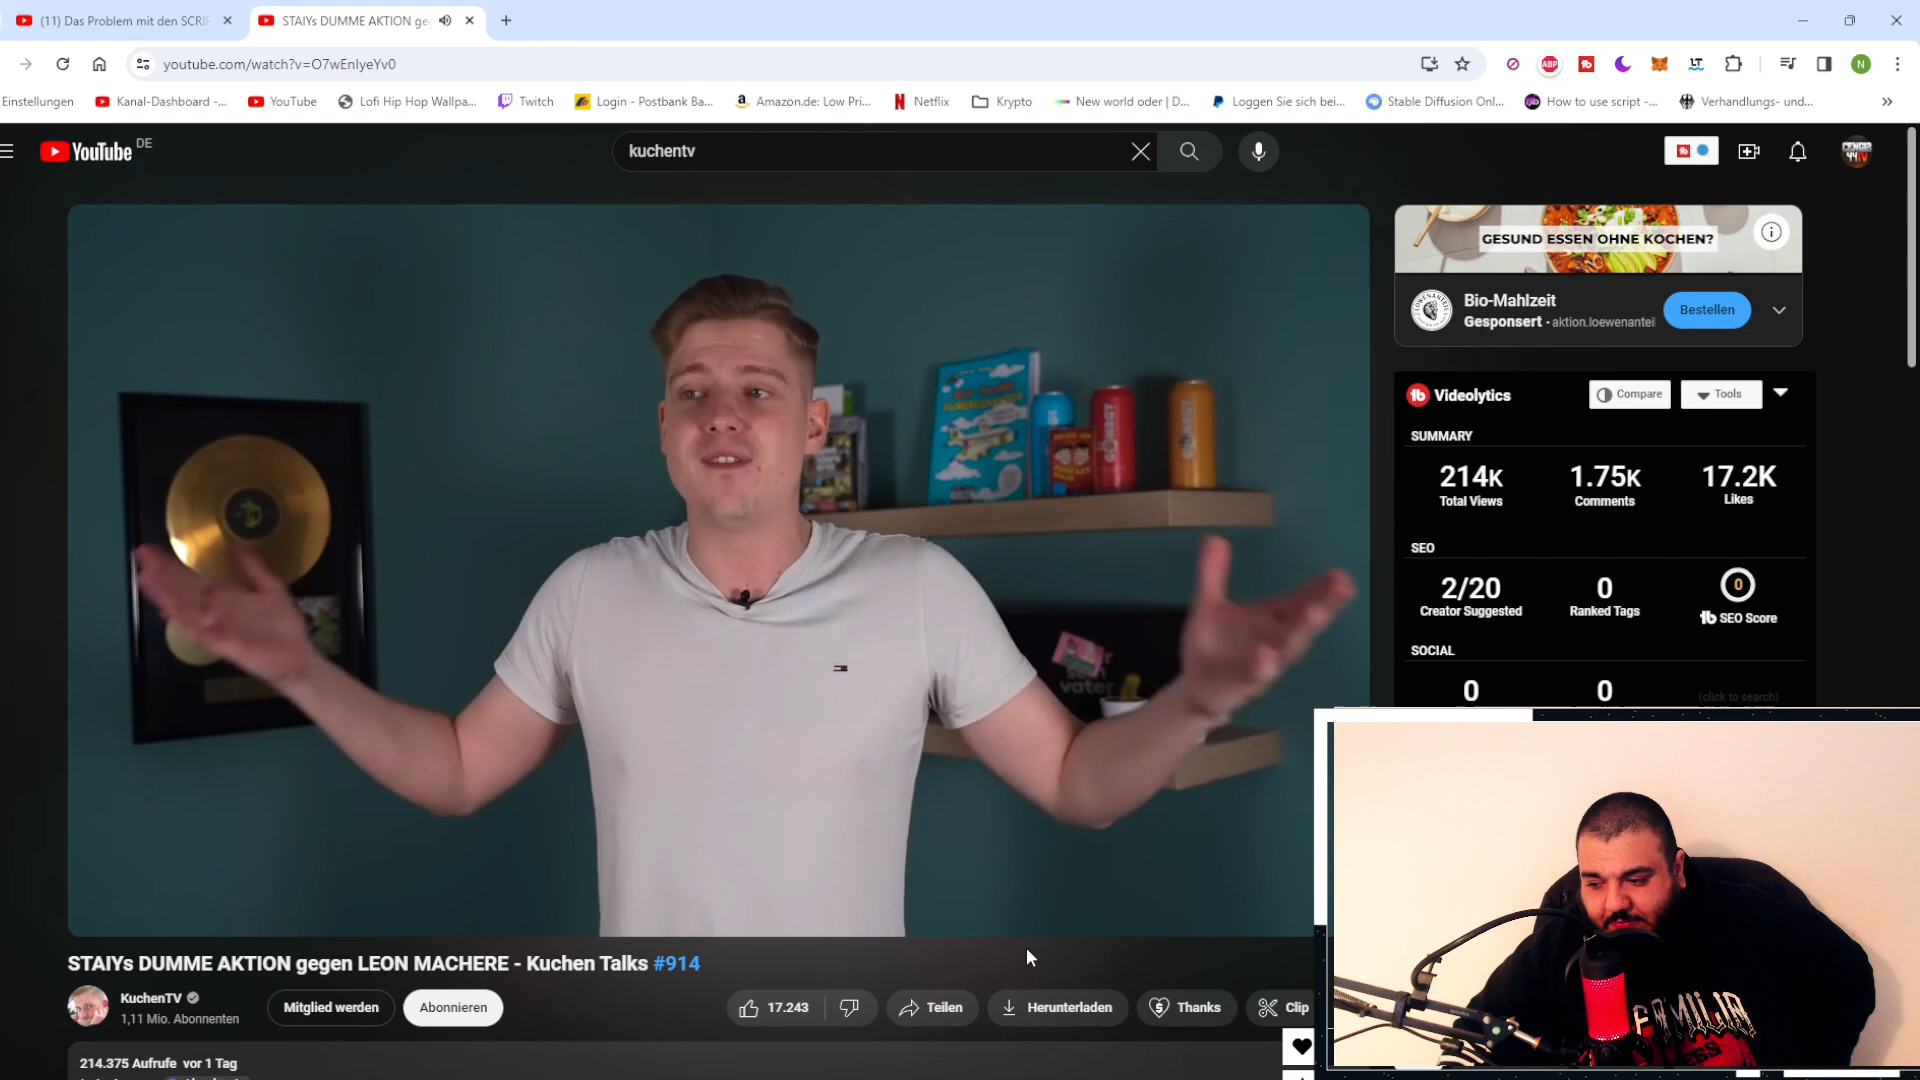 (11) Das Problem mit den SCRI
STAIYs DUMME AKTION ge
youtube.com/watch?v=O7wEnlyeYv0
ABP
N
Einstellungen
Kanal-Dashboard -...
YouTube
Lofi Hip Hop Wallpa...
Twitch
Login - Postbank Ba...
Amazon.de: Low Pri...
Netflix
Krypto
New world oder | D...
Loggen Sie sich bei...
Stable Diffusion Onl...
How to use script -...
Verhandlungs- und...
YouTube DE
kuchentv
GESUND ESSEN OHNE KOCHEN?
Bio-Mahlzeit
Gesponsert · aktion.loewenanteil
Bestellen
Videolytics
Compare
Tools
SUMMARY
214K
1.75K
17.2K
Total Views
Comments
Likes
SEO
2/20
0
0
Creator Suggested
Ranked Tags
SEO Score
SOCIAL
0
0
(click to search)
vater
STAIYs DUMME AKTION gegen LEON MACHERE - Kuchen Talks #914
KuchenTV
1,11 Mio. Abonnenten
Mitglied werden
Abonnieren
17.243
Teilen
Herunterladen
Thanks
Clip
214.375 Aufrufe vor 1 Tag